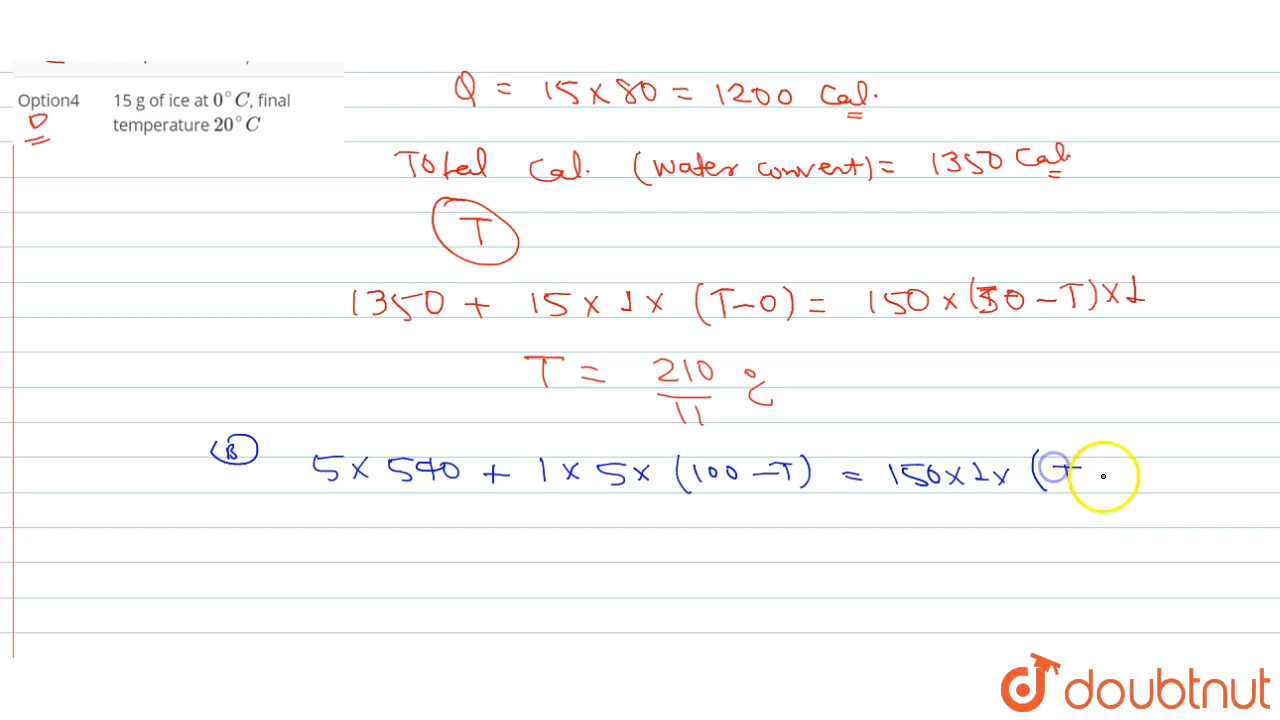 Option4 15 g of ice at 0°C, final
temperature 20°C
D
Q = 15 × 80 = 1200 Cal.
Total Cal. (water convert) = 1350 Cal.
T
1350 + 15 × 1 × (T-0) = 150 × (30-T) × 1
T = 210/11 °C
(B) 5 × 540 + 1 × 5 × (100-T) = 150 × 1 × (T
doubtnut